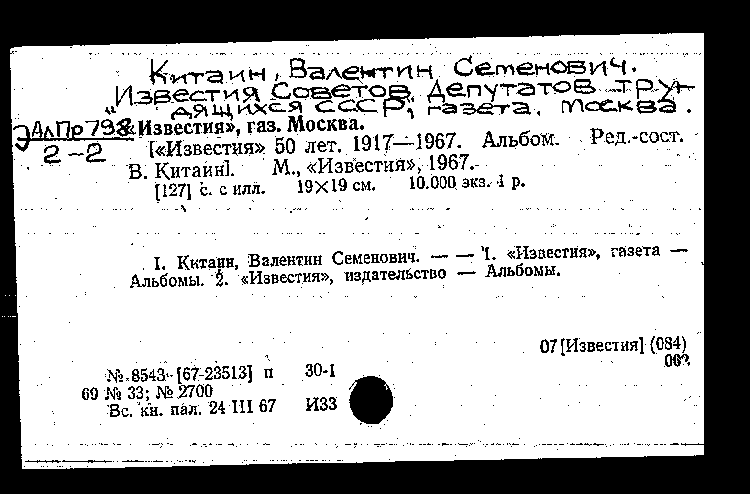 Китаин, Валентин Семенович.
"Известия Советов Депутатов Тру-
дящихся СССР", газета. Москва.
ЭАлПр798
2-2
«Известия», газ. Москва.
[«Известия» 50 лет. 1917—1967. Альбом. Ред.-сост.
В. Китаин]. М., «Известия», 1967.
[127] с. с илл. 19×19 см. 10.000 экз. 1 р.
I. Китаин, Валентин Семенович. — — 1. «Известия», газета —
Альбомы. 2. «Известия», издательство — Альбомы.
07[Известия] (084)
002
№ 8543 [67-23513] п 30-1
69 № 33; № 2700
Вс. кн. пал. 24 III 67 И33